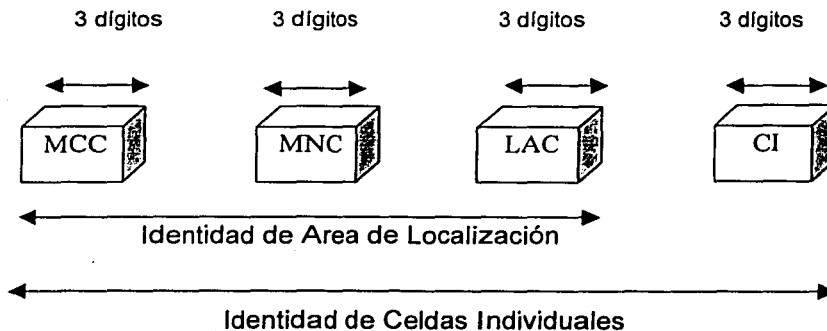 3 dígitos 3 dígitos 3 dígitos 3 dígitos
MCC MNC LAC CI
Identidad de Area de Localización
Identidad de Celdas Individuales